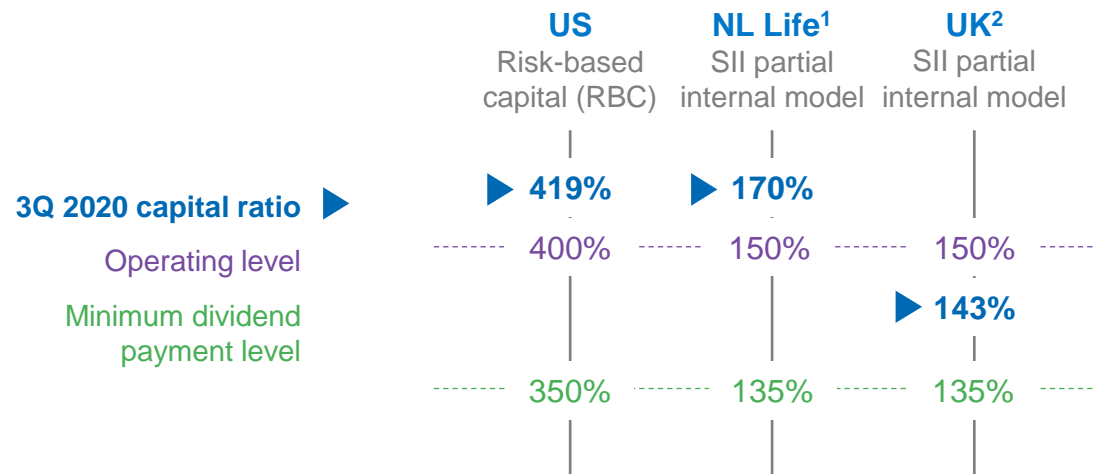 US NL Life¹ UK²
Risk-based SII partial SII partial
capital (RBC) internal model internal model
3Q 2020 capital ratio 419% 170%
Operating level 400% 150% 150%
143%
Minimum dividend
payment level
350% 135% 135%